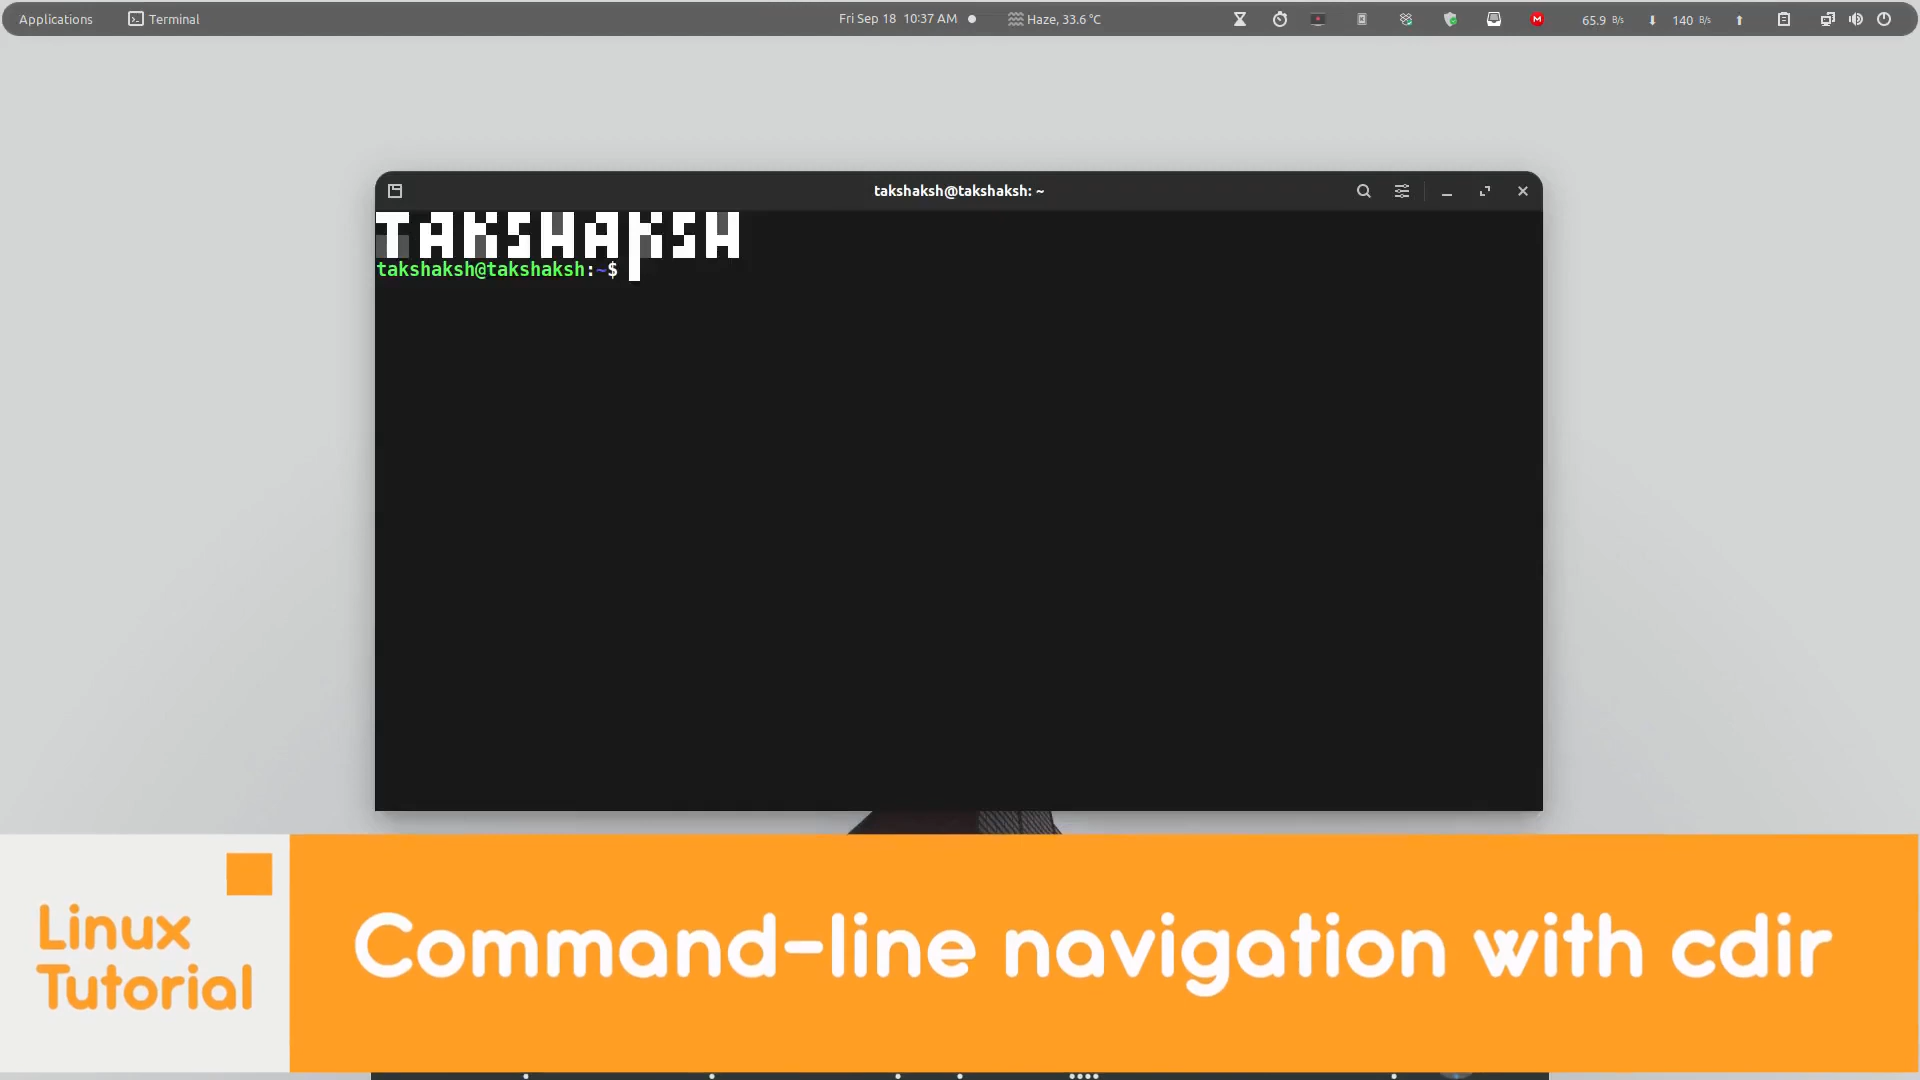 Applications Terminal Fri Sep 18 10:37 AM Haze, 33.6 °C M 65.9 B/s ⬇ 140 B/s ⬆
takshaksh@takshaksh: ~
TAKSHAKSH
takshaksh@takshaksh:~$
Linux
Tutorial
Command-line navigation with cdir